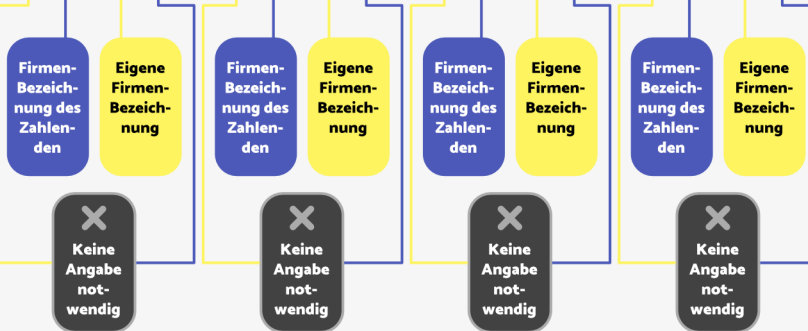 Firmen-
Bezeich-
nung des
Zahlen-
den
Eigene
Firmen-
Bezeich-
nung
Firmen-
Bezeich-
nung des
Zahlen-
den
Eigene
Firmen-
Bezeich-
nung
Firmen-
Bezeich-
nung des
Zahlen-
den
Eigene
Firmen-
Bezeich-
nung
Firmen-
Bezeich-
nung des
Zahlen-
den
Eigene
Firmen-
Bezeich-
nung
Keine
Angabe
not-
wendig
Keine
Angabe
not-
wendig
Keine
Angabe
not-
wendig
Keine
Angabe
not-
wendig